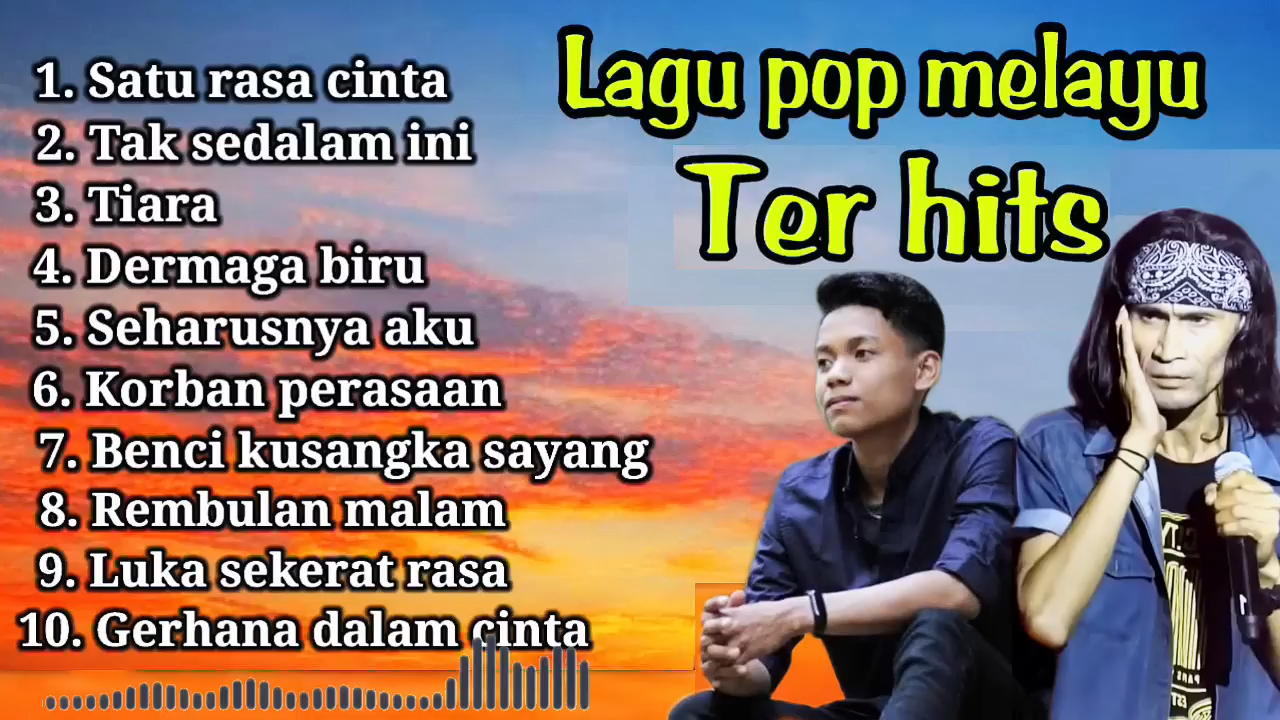 Lagu pop melayu
Ter hits
1. Satu rasa cinta
2. Tak sedalam ini
3. Tiara
4. Dermaga biru
5. Seharusnya aku
6. Korban perasaan
7. Benci kusangka sayang
8. Rembulan malam
9. Luka sekerat rasa
10. Gerhana dalam cinta